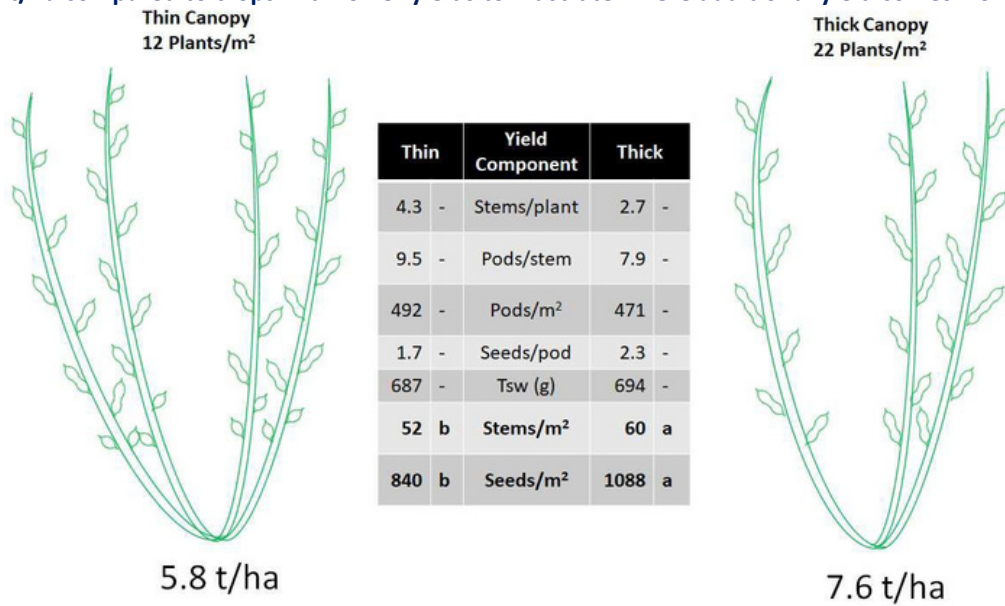 Thin Canopy
12 Plants/m²
Thick Canopy
22 Plants/m²
Thin Yield Component Thick
4.3 - Stems/plant 2.7 -
9.5 - Pods/stem 7.9 -
492 - Pods/m² 471 -
1.7 - Seeds/pod 2.3 -
687 - Tsw (g) 694 -
52 b Stems/m² 60 a
840 b Seeds/m² 1088 a
5.8 t/ha
7.6 t/ha